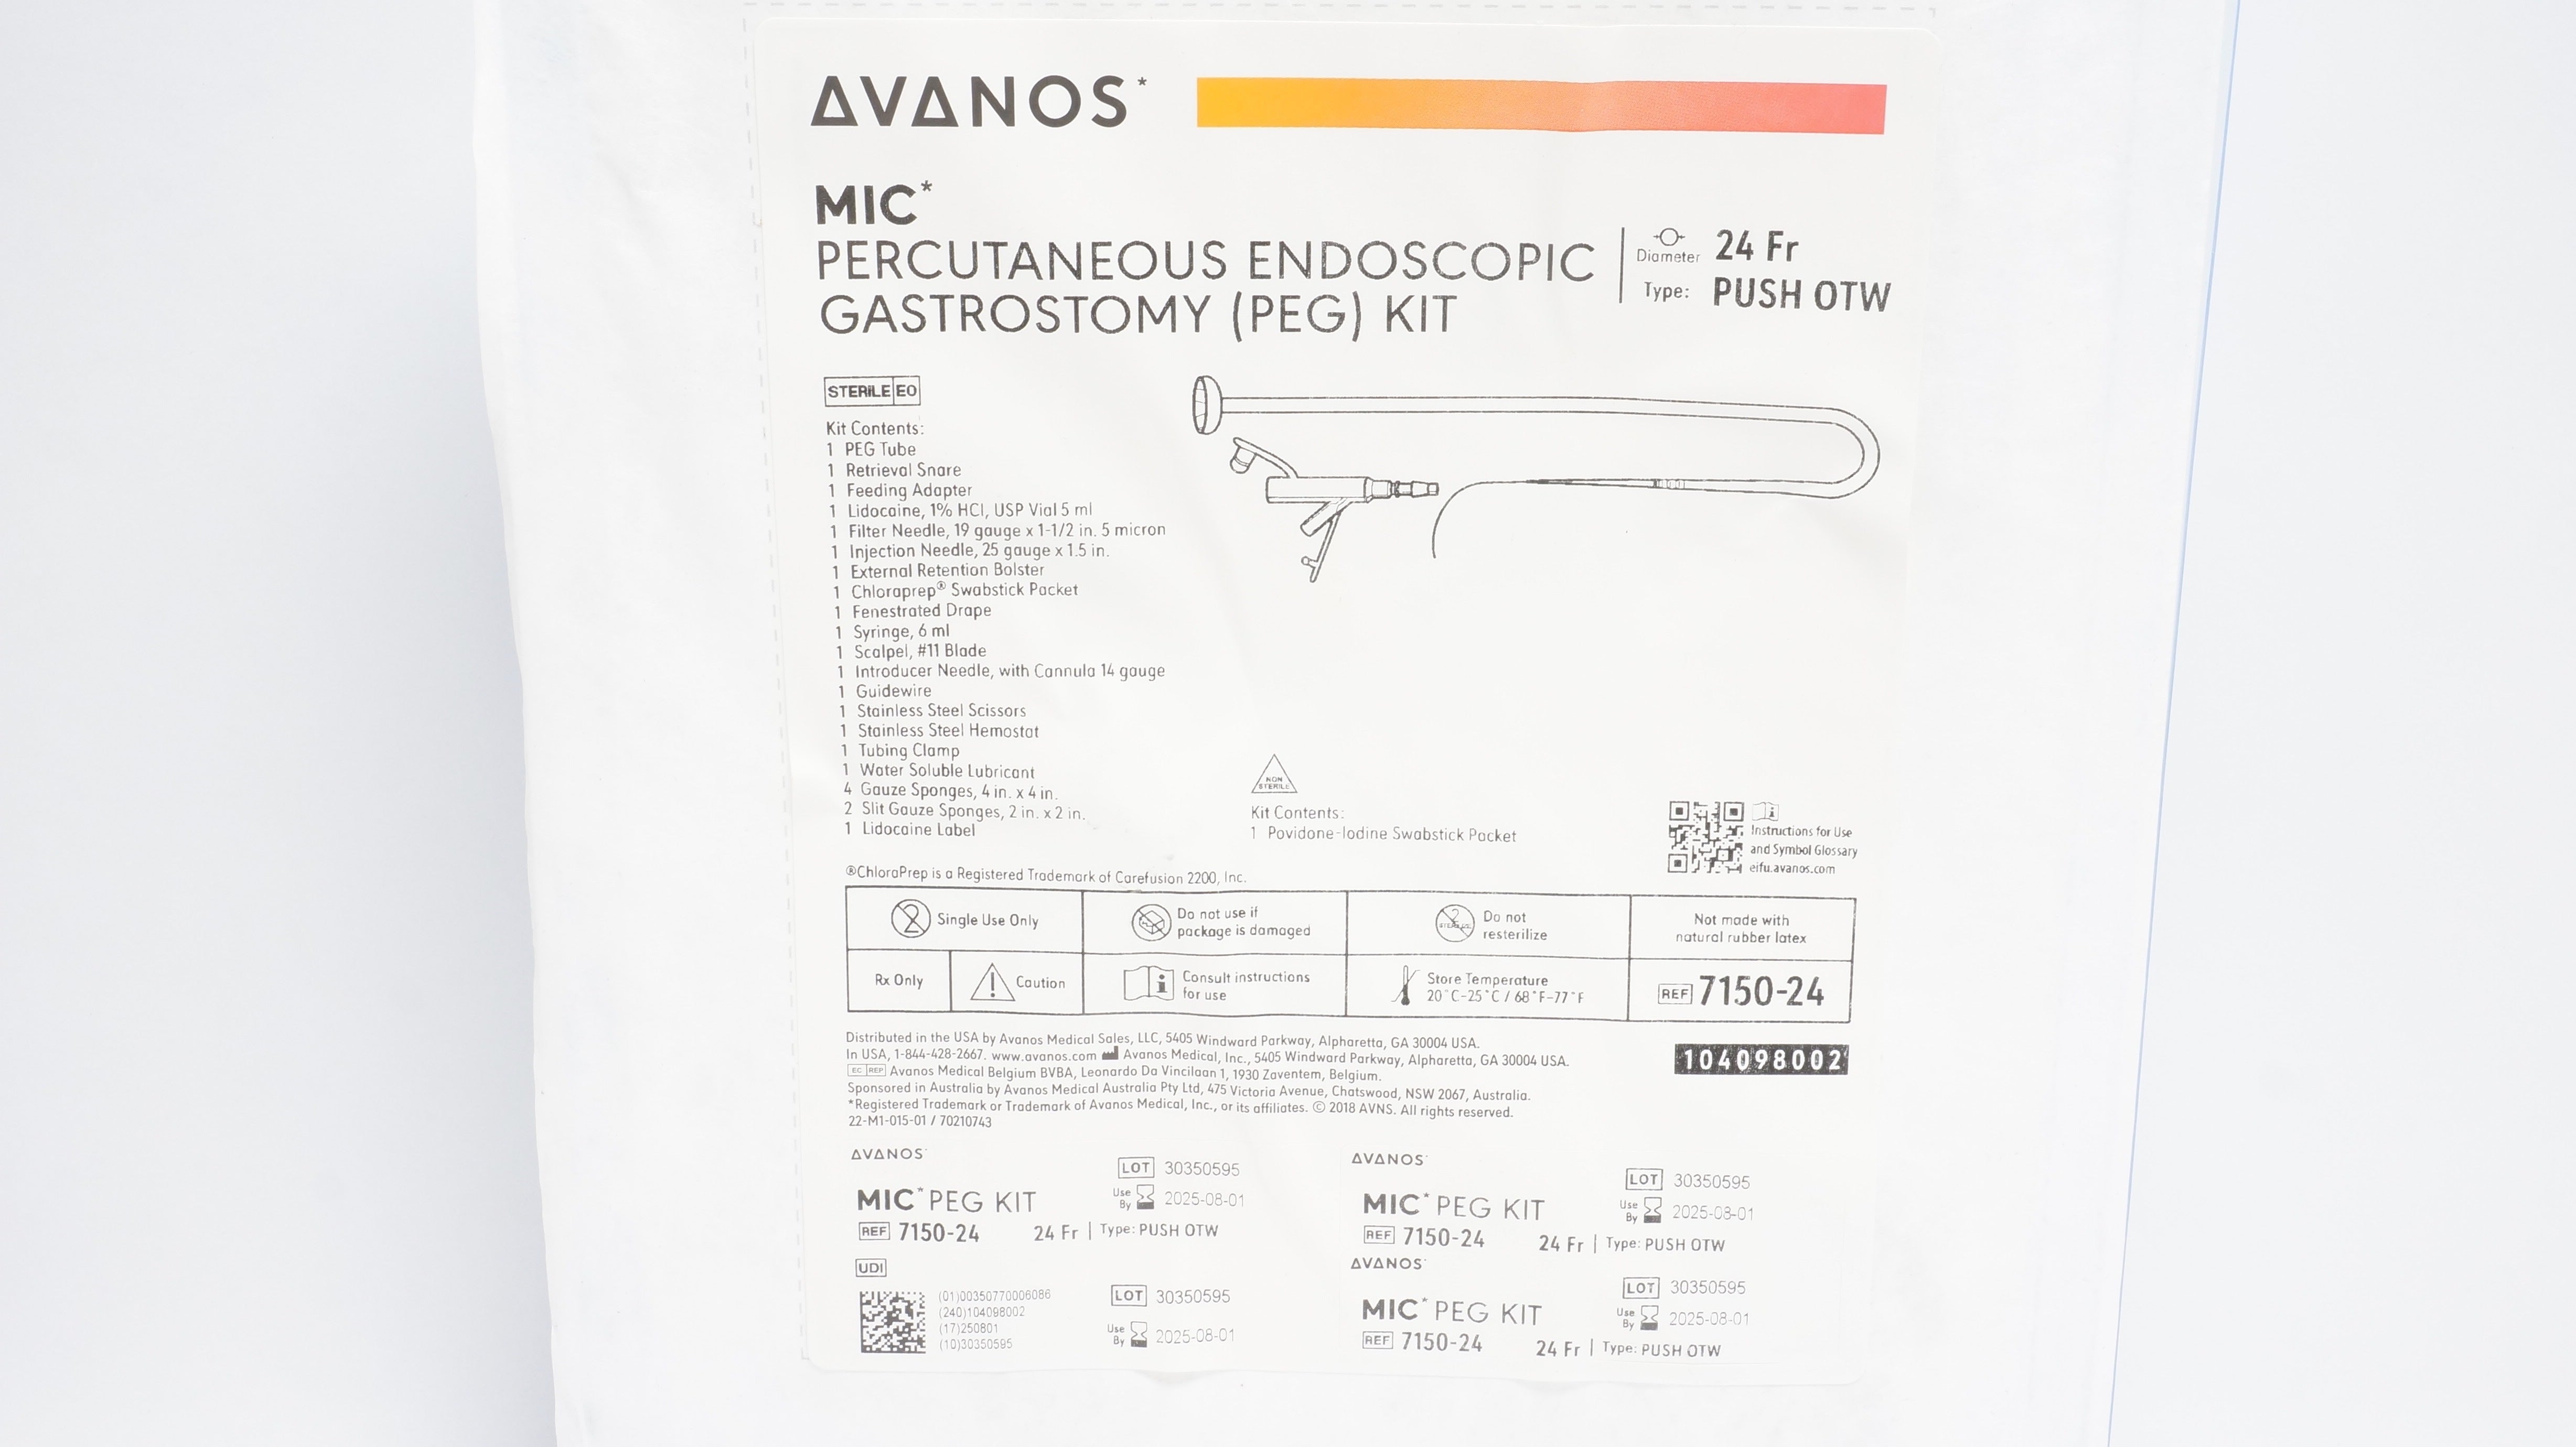 AVANOS*
MIC*
PERCUTANEOUS ENDOSCOPIC
GASTROSTOMY (PEG) KIT
Diameter 24 Fr
Type: PUSH OTW
STERILE EO
Kit Contents:
1 PEG Tube
1 Retrieval Snare
1 Feeding Adapter
1 Lidocaine, 1% HCl, USP Vial 5 ml
1 Filter Needle, 19 gauge x 1-1/2 in. 5 micron
1 Injection Needle, 25 gauge x 1.5 in.
1 External Retention Bolster
1 Chloraprep® Swabstick Packet
1 Fenestrated Drape
1 Syringe, 6 ml
1 Scalpel, #11 Blade
1 Introducer Needle, with Cannula 14 gauge
1 Guidewire
1 Stainless Steel Scissors
1 Stainless Steel Hemostat
1 Tubing Clamp
1 Water Soluble Lubricant
4 Gauze Sponges, 4 in. x 4 in.
2 Slit Gauze Sponges, 2 in. x 2 in.
1 Lidocaine Label
NON
STERILE
Kit Contents:
1 Povidone-Iodine Swabstick Packet
Instructions for Use
and Symbol Glossary
eifu.avanos.com
®ChloraPrep is a Registered Trademark of Carefusion 2200, Inc.
2 Single Use Only
Do not use if
package is damaged
Do not
resterilize
Not made with
natural rubber latex
Rx Only
Caution
Consult instructions
for use
Store Temperature
20°C-25°C / 68°F-77°F
REF 7150-24
Distributed in the USA by Avanos Medical Sales, LLC, 5405 Windward Parkway, Alpharetta, GA 30004 USA.
In USA, 1-844-428-2667. www.avanos.com Avanos Medical, Inc., 5405 Windward Parkway, Alpharetta, GA 30004 USA.
EC REP Avanos Medical Belgium BVBA, Leonardo Da Vincilaan 1, 1930 Zaventem, Belgium.
Sponsored in Australia by Avanos Medical Australia Pty Ltd, 475 Victoria Avenue, Chatswood, NSW 2067, Australia.
*Registered Trademark or Trademark of Avanos Medical, Inc., or its affiliates. © 2018 AVNS. All rights reserved.
22-M1-015-01 / 70210743
104098002
AVANOS*
MIC* PEG KIT
REF 7150-24 24 Fr | Type: PUSH OTW
LOT 30350595
Use By 2025-08-01
AVANOS*
MIC* PEG KIT
REF 7150-24 24 Fr | Type: PUSH OTW
LOT 30350595
Use By 2025-08-01
UDI
(01)00350770006086
(240)104098002
(17)250801
(10)30350595
LOT 30350595
Use By 2025-08-01
AVANOS*
MIC* PEG KIT
REF 7150-24 24 Fr | Type: PUSH OTW
LOT 30350595
Use By 2025-08-01